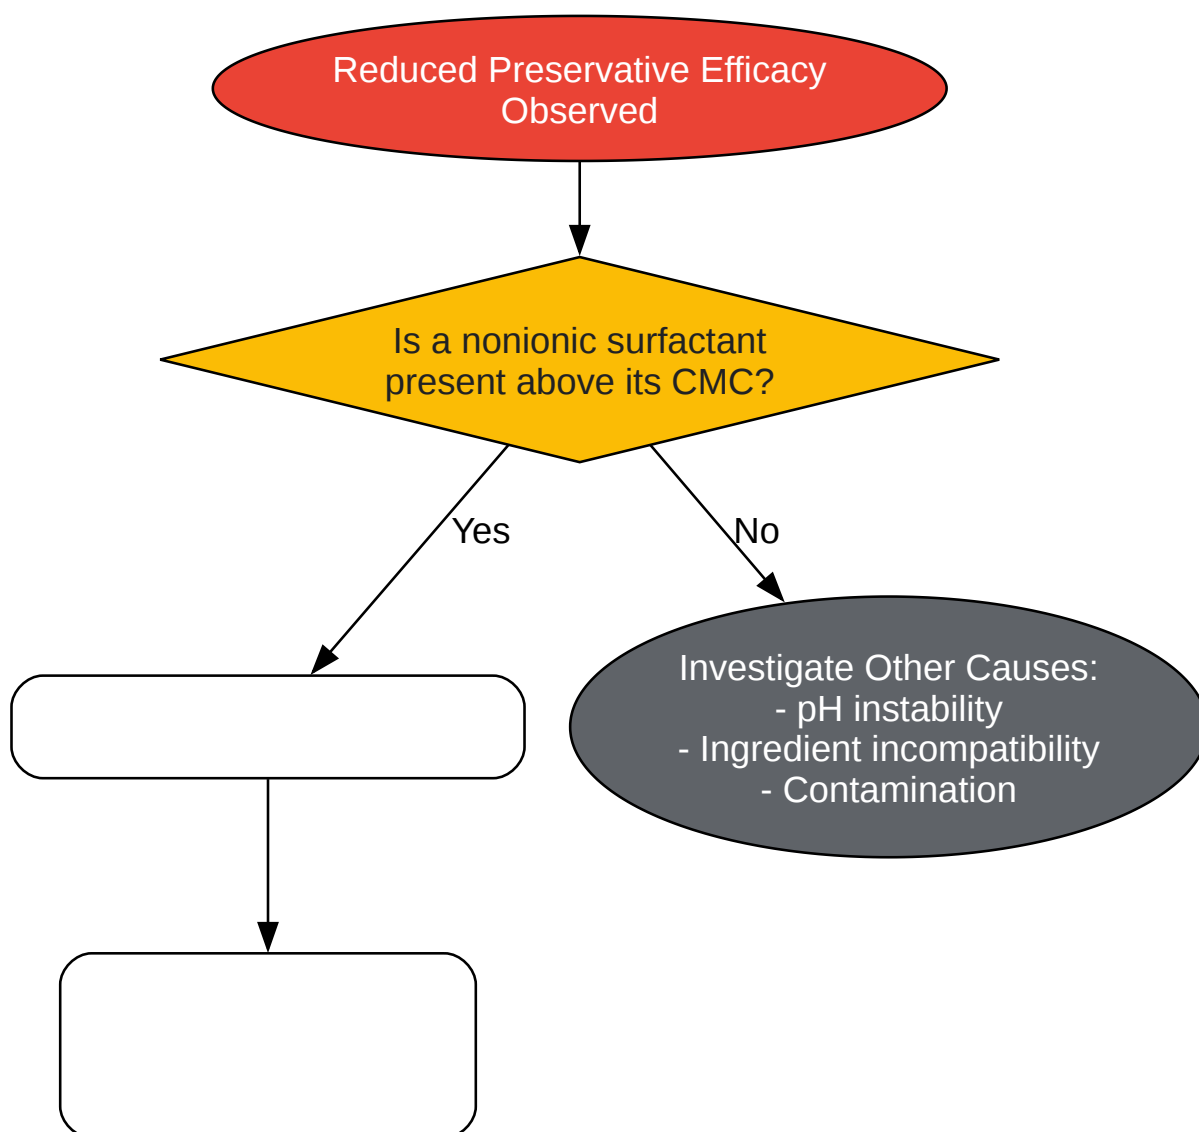 Reduced Preservative Efficacy
Observed
Is a nonionic surfactant
present above its CMC?
Yes
No
Investigate Other Causes:
- pH instability
- Ingredient incompatibility
- Contamination